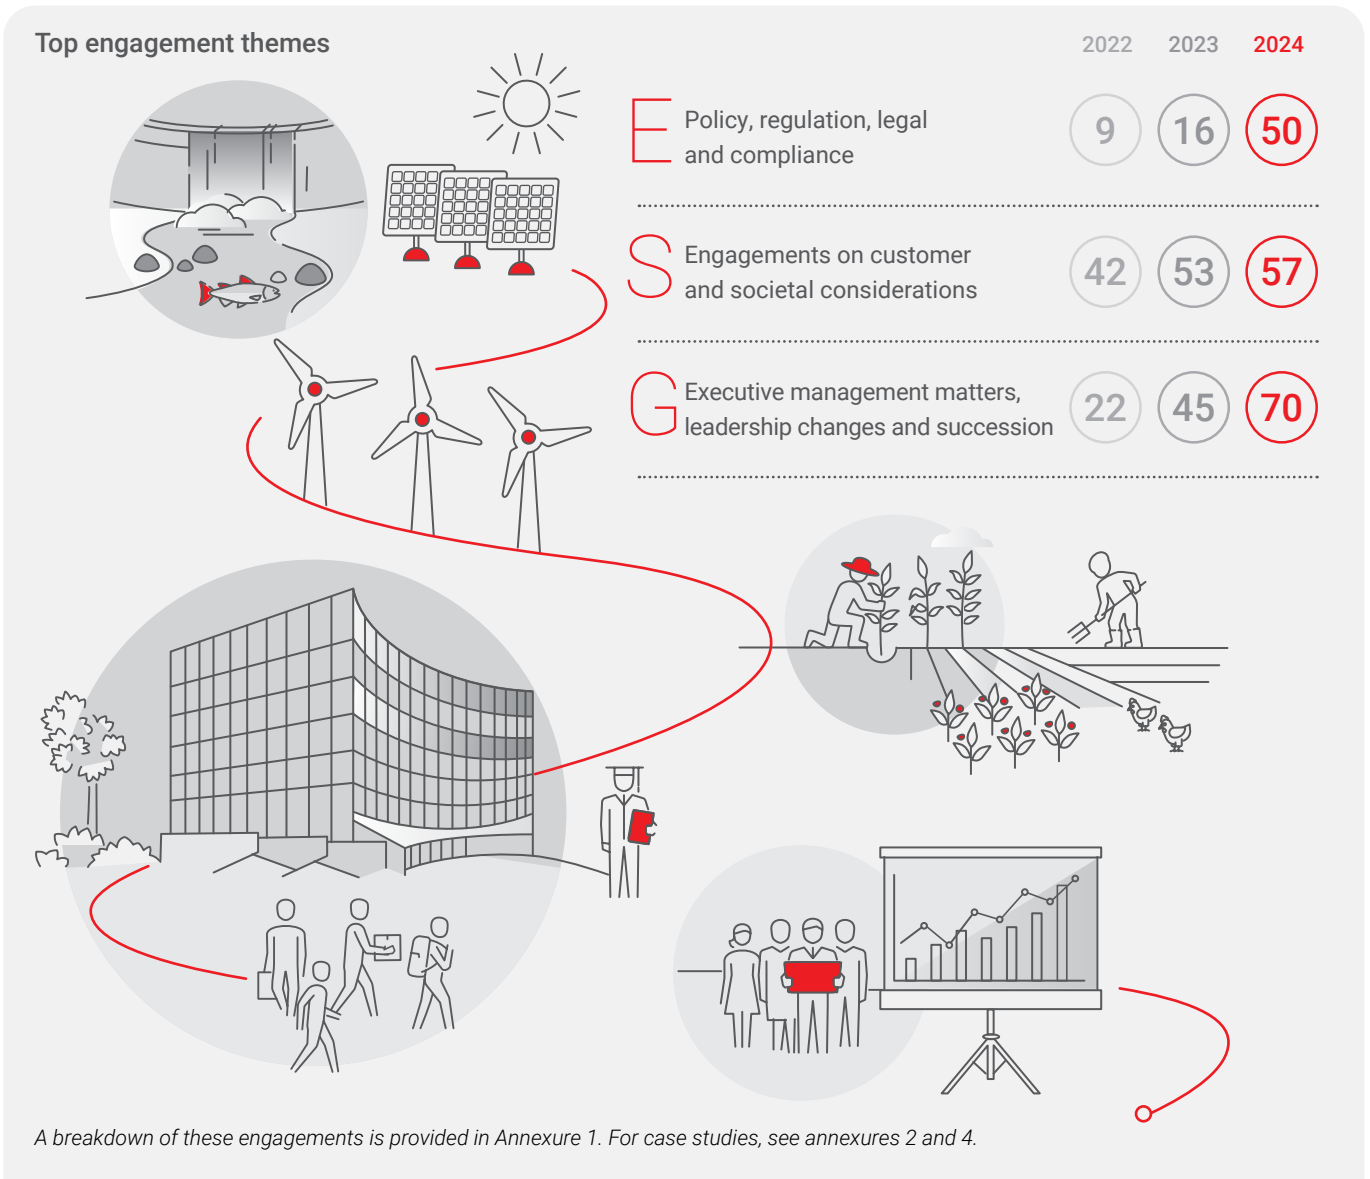 Top engagement themes
2022 2023 2024
E Policy, regulation, legal
and compliance
9 16 50
S Engagements on customer
and societal considerations
42 53 57
G Executive management matters,
leadership changes and succession
22 45 70
A breakdown of these engagements is provided in Annexure 1. For case studies, see annexures 2 and 4.